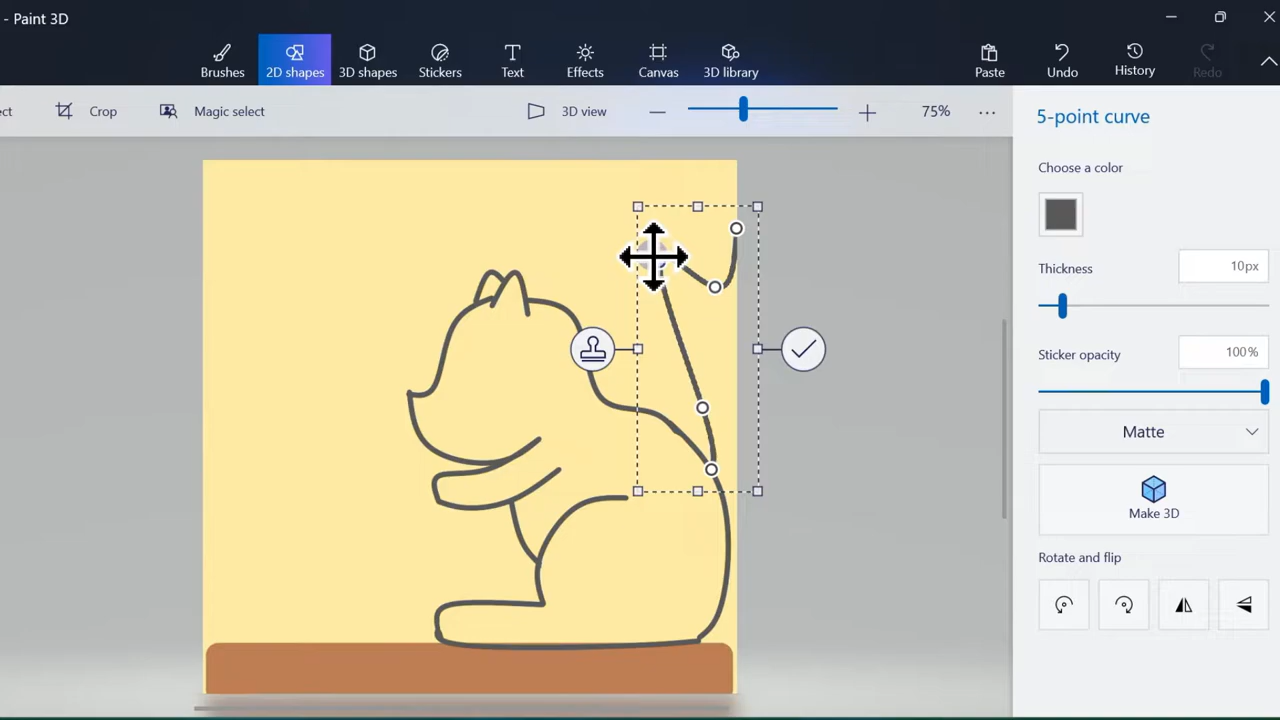 - Paint 3D
Brushes 2D shapes 3D shapes Stickers Text Effects Canvas 3D library Paste Undo History Redo
ect Crop Magic select 3D view 75%
5-point curve
Choose a color
Thickness 10px
Sticker opacity 100%
Matte
Make 3D
Rotate and flip